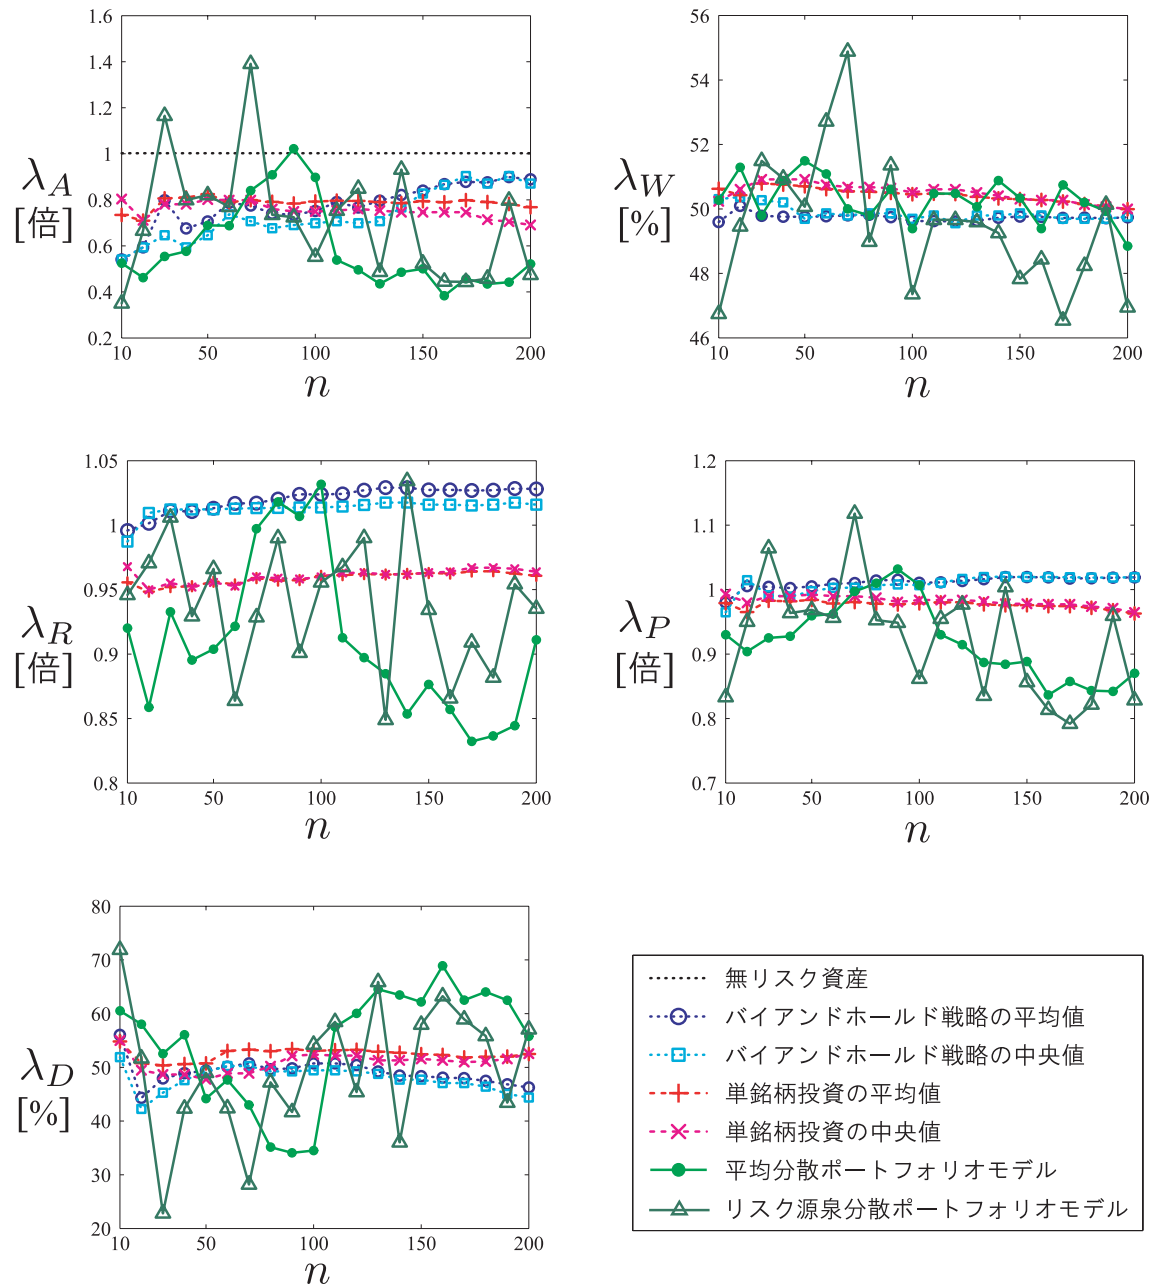 1.6
1.4
1.2
1
0.8
0.6
0.4
0.2
λA
[倍]
10 50 100 150 200
n
56
54
52
50
48
46
λW
[%]
10 50 100 150 200
n
1.05
1
0.95
0.9
0.85
0.8
λR
[倍]
10 50 100 150 200
n
1.2
1.1
1
0.9
0.8
0.7
λP
[倍]
10 50 100 150 200
n
80
70
60
50
40
30
20
λD
[%]
10 50 100 150 200
n
無リスク資産
バイアンドホールド戦略の平均値
バイアンドホールド戦略の中央値
単銘柄投資の平均値
単銘柄投資の中央値
平均分散ポートフォリオモデル
リスク源泉分散ポートフォリオモデル